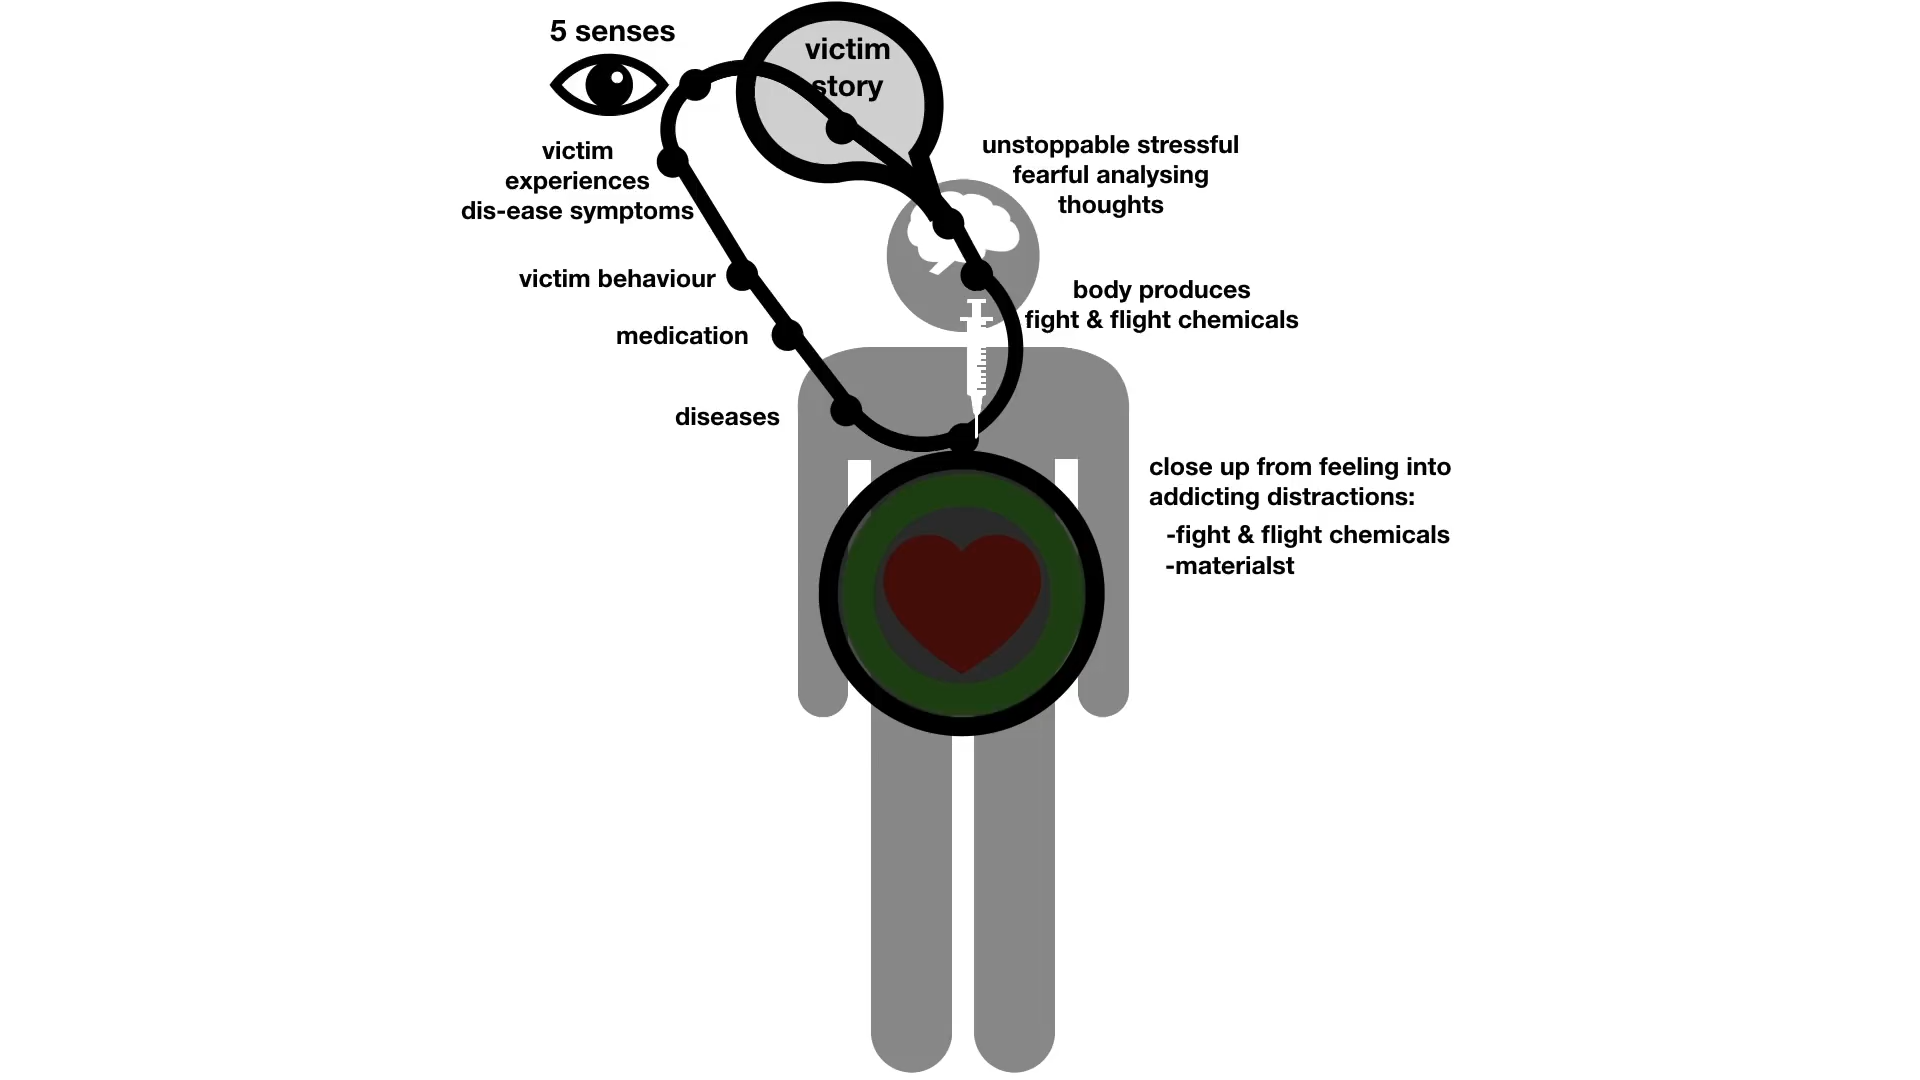 5 senses
victim
story
unstoppable stressful
fearful analysing
thoughts
victim
experiences
dis-ease symptoms
victim behaviour
body produces
fight & flight chemicals
medication
diseases
close up from feeling into
addicting distractions:
-fight & flight chemicals
-materialst